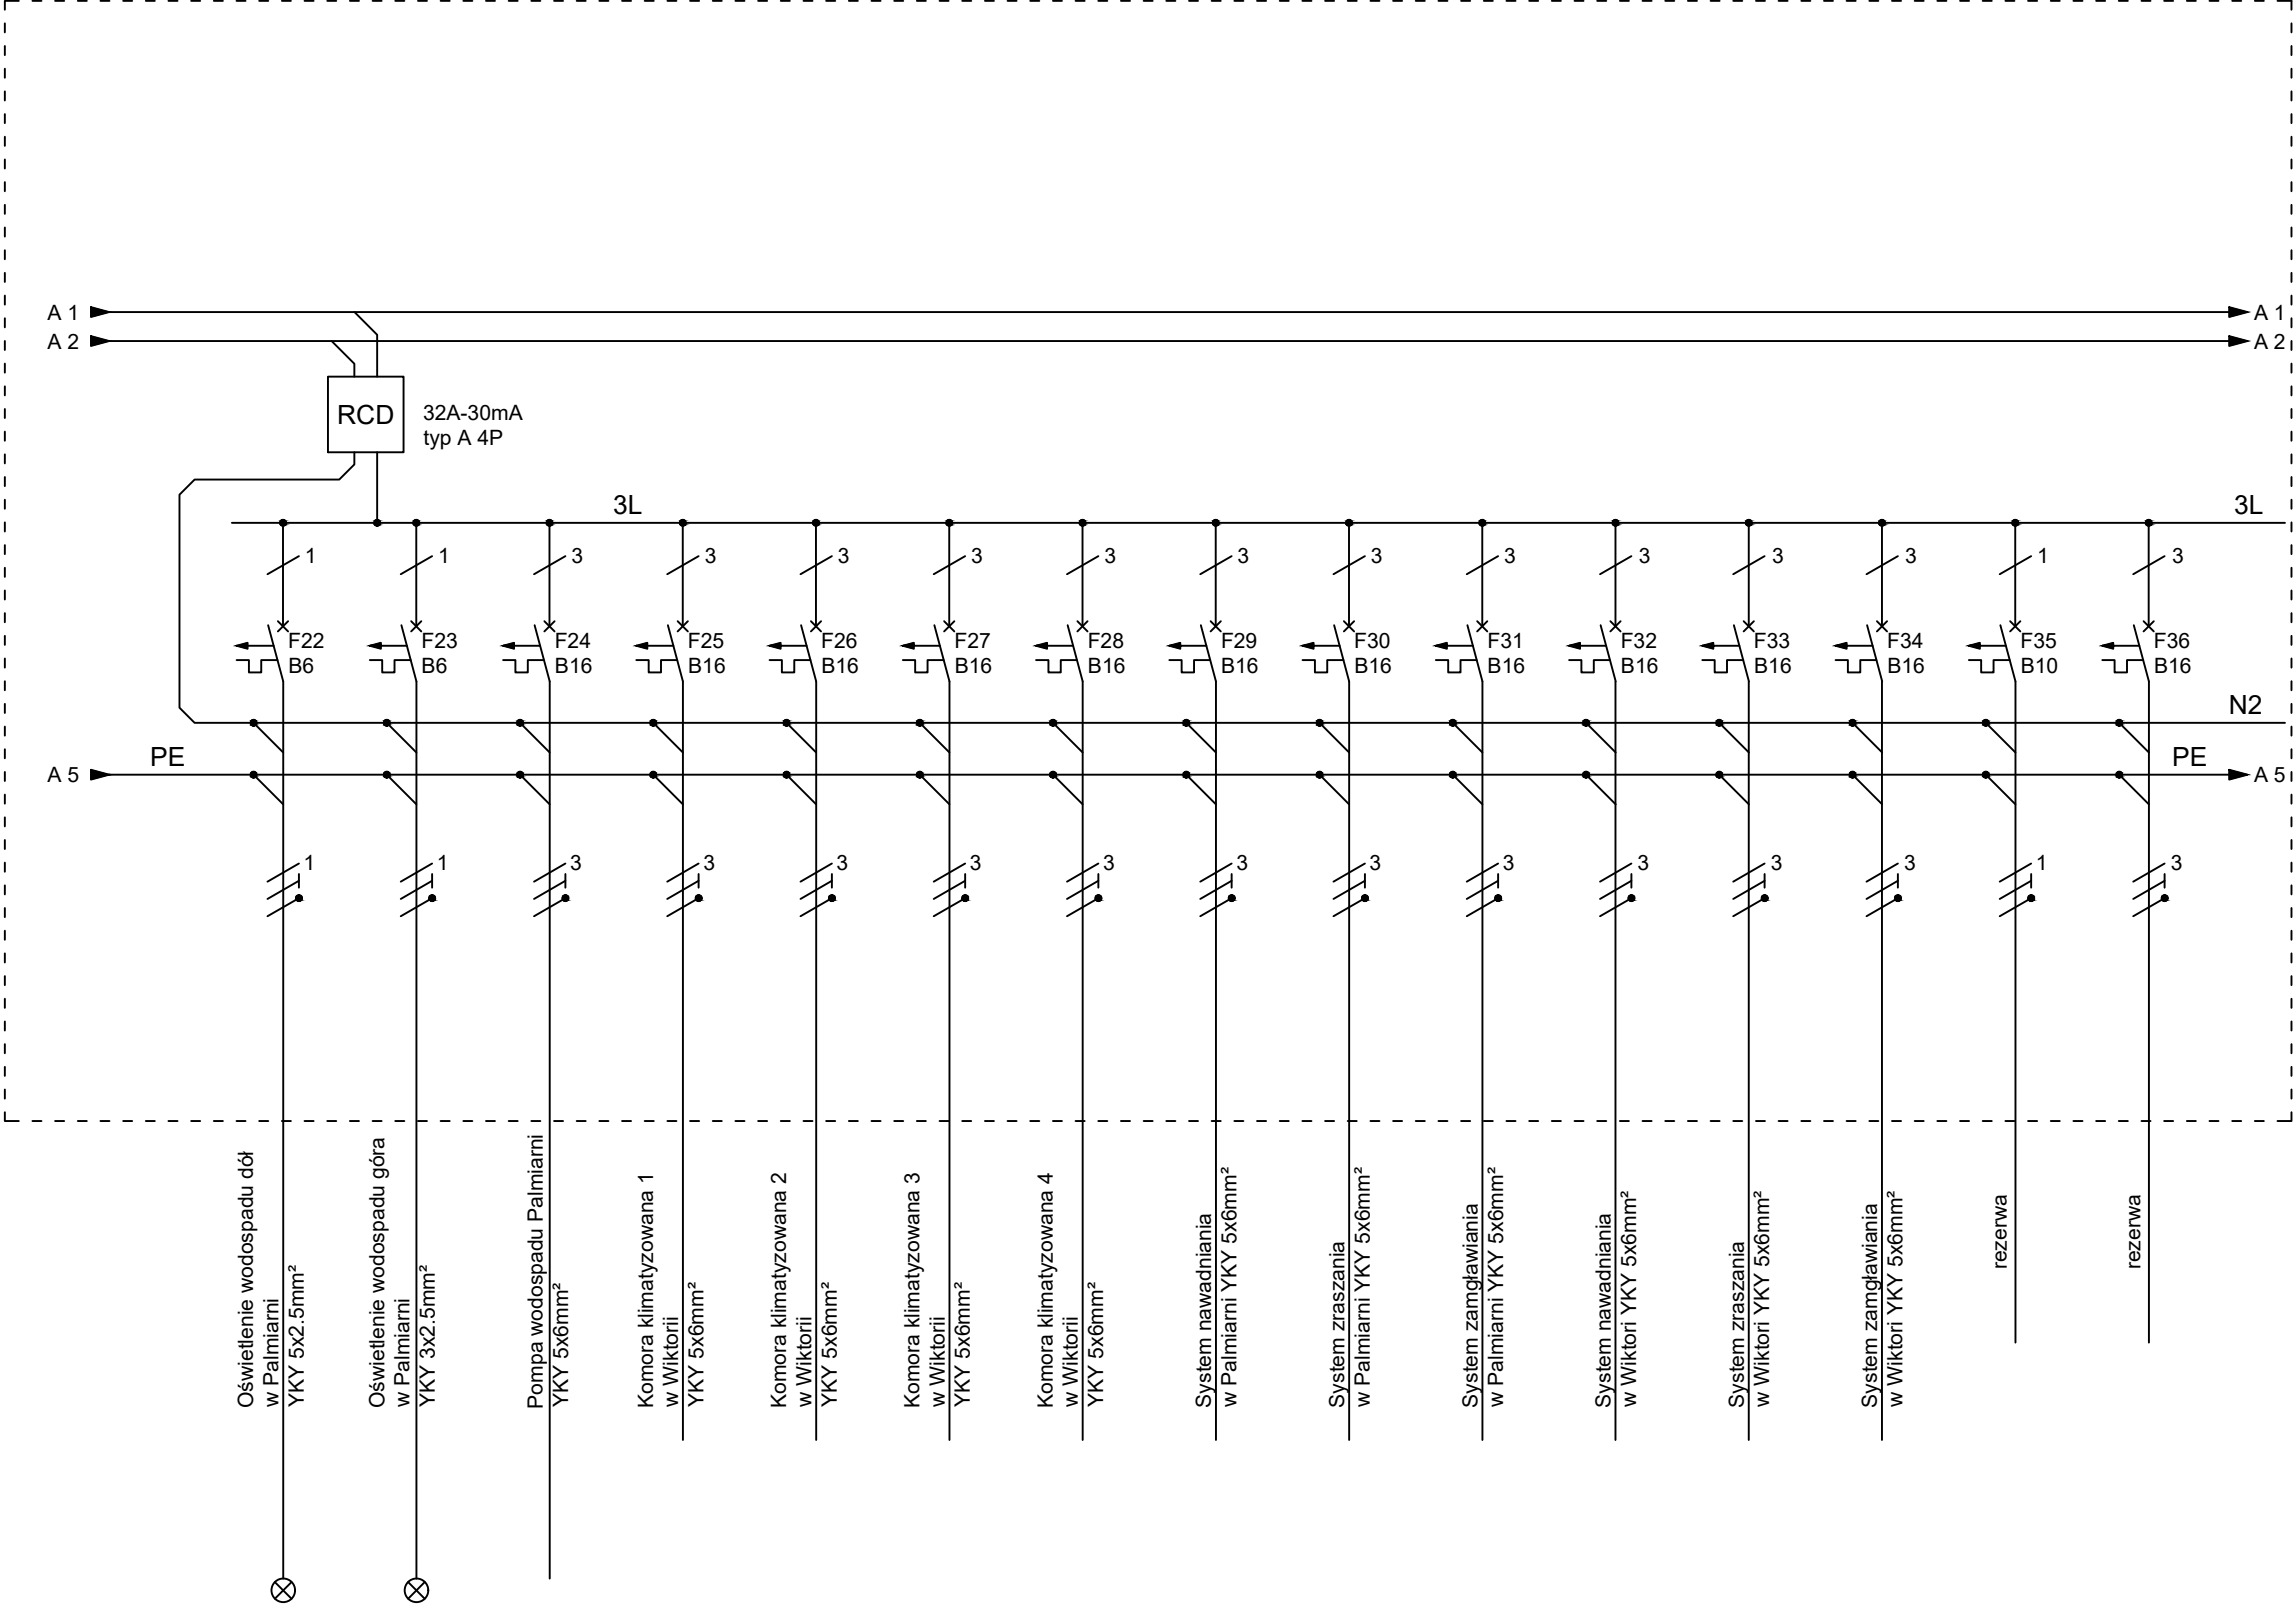 A 1
A 1
A 2
A 2
RCD
32A-30mA
typ A 4P
3L
3L
1
1
3
3
3
3
3
3
3
3
3
3
3
1
3
F22
B6
F23
B6
F24
B16
F25
B16
F26
B16
F27
B16
F28
B16
F29
B16
F30
B16
F31
B16
F32
B16
F33
B16
F34
B16
F35
B10
F36
B16
N2
PE
PE
A 5
A 5
1
1
3
3
3
3
3
3
3
3
3
3
3
1
3
Oświetlenie wodospadu dół
w Palmiarni
YKY 5x2.5mm²
Oświetlenie wodospadu góra
w Palmiarni
YKY 3x2.5mm²
Pompa wodospadu Palmiarni
YKY 5x6mm²
Komora klimatyzowana 1
w Wiktorii
YKY 5x6mm²
Komora klimatyzowana 2
w Wiktorii
YKY 5x6mm²
Komora klimatyzowana 3
w Wiktorii
YKY 5x6mm²
Komora klimatyzowana 4
w Wiktorii
YKY 5x6mm²
System nawadniania
w Palmiarni YKY 5x6mm²
System zraszania
w Palmiarni YKY 5x6mm²
System zamgławiania
w Palmiarni YKY 5x6mm²
System nawadniania
w Wiktori YKY 5x6mm²
System zraszania
w Wiktori YKY 5x6mm²
System zamgławiania
w Wiktori YKY 5x6mm²
rezerwa
rezerwa